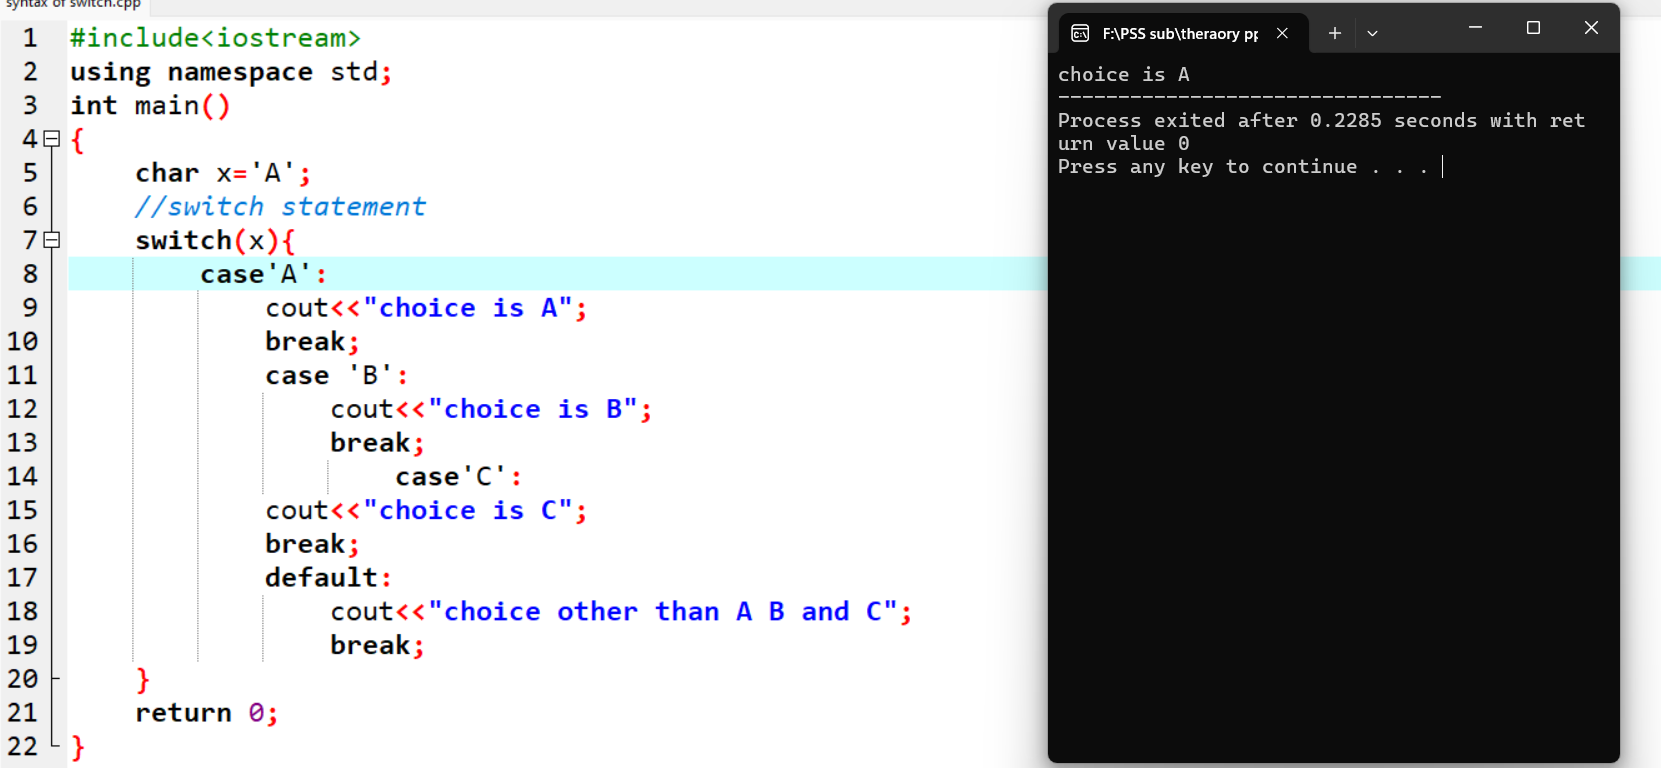 syntax of switch.cpp
1 #include<iostream>
2 using namespace std;
3 int main()
4 {
5 char x='A';
6 //switch statement
7 switch(x){
8 case'A':
9 cout<<"choice is A";
10 break;
11 case 'B':
12 cout<<"choice is B";
13 break;
14 case'C':
15 cout<<"choice is C";
16 break;
17 default:
18 cout<<"choice other than A B and C";
19 break;
20 }
21 return 0;
22 }
F:\PSS sub\theraory pp
choice is A
--------------------------------
Process exited after 0.2285 seconds with ret
urn value 0
Press any key to continue . . .